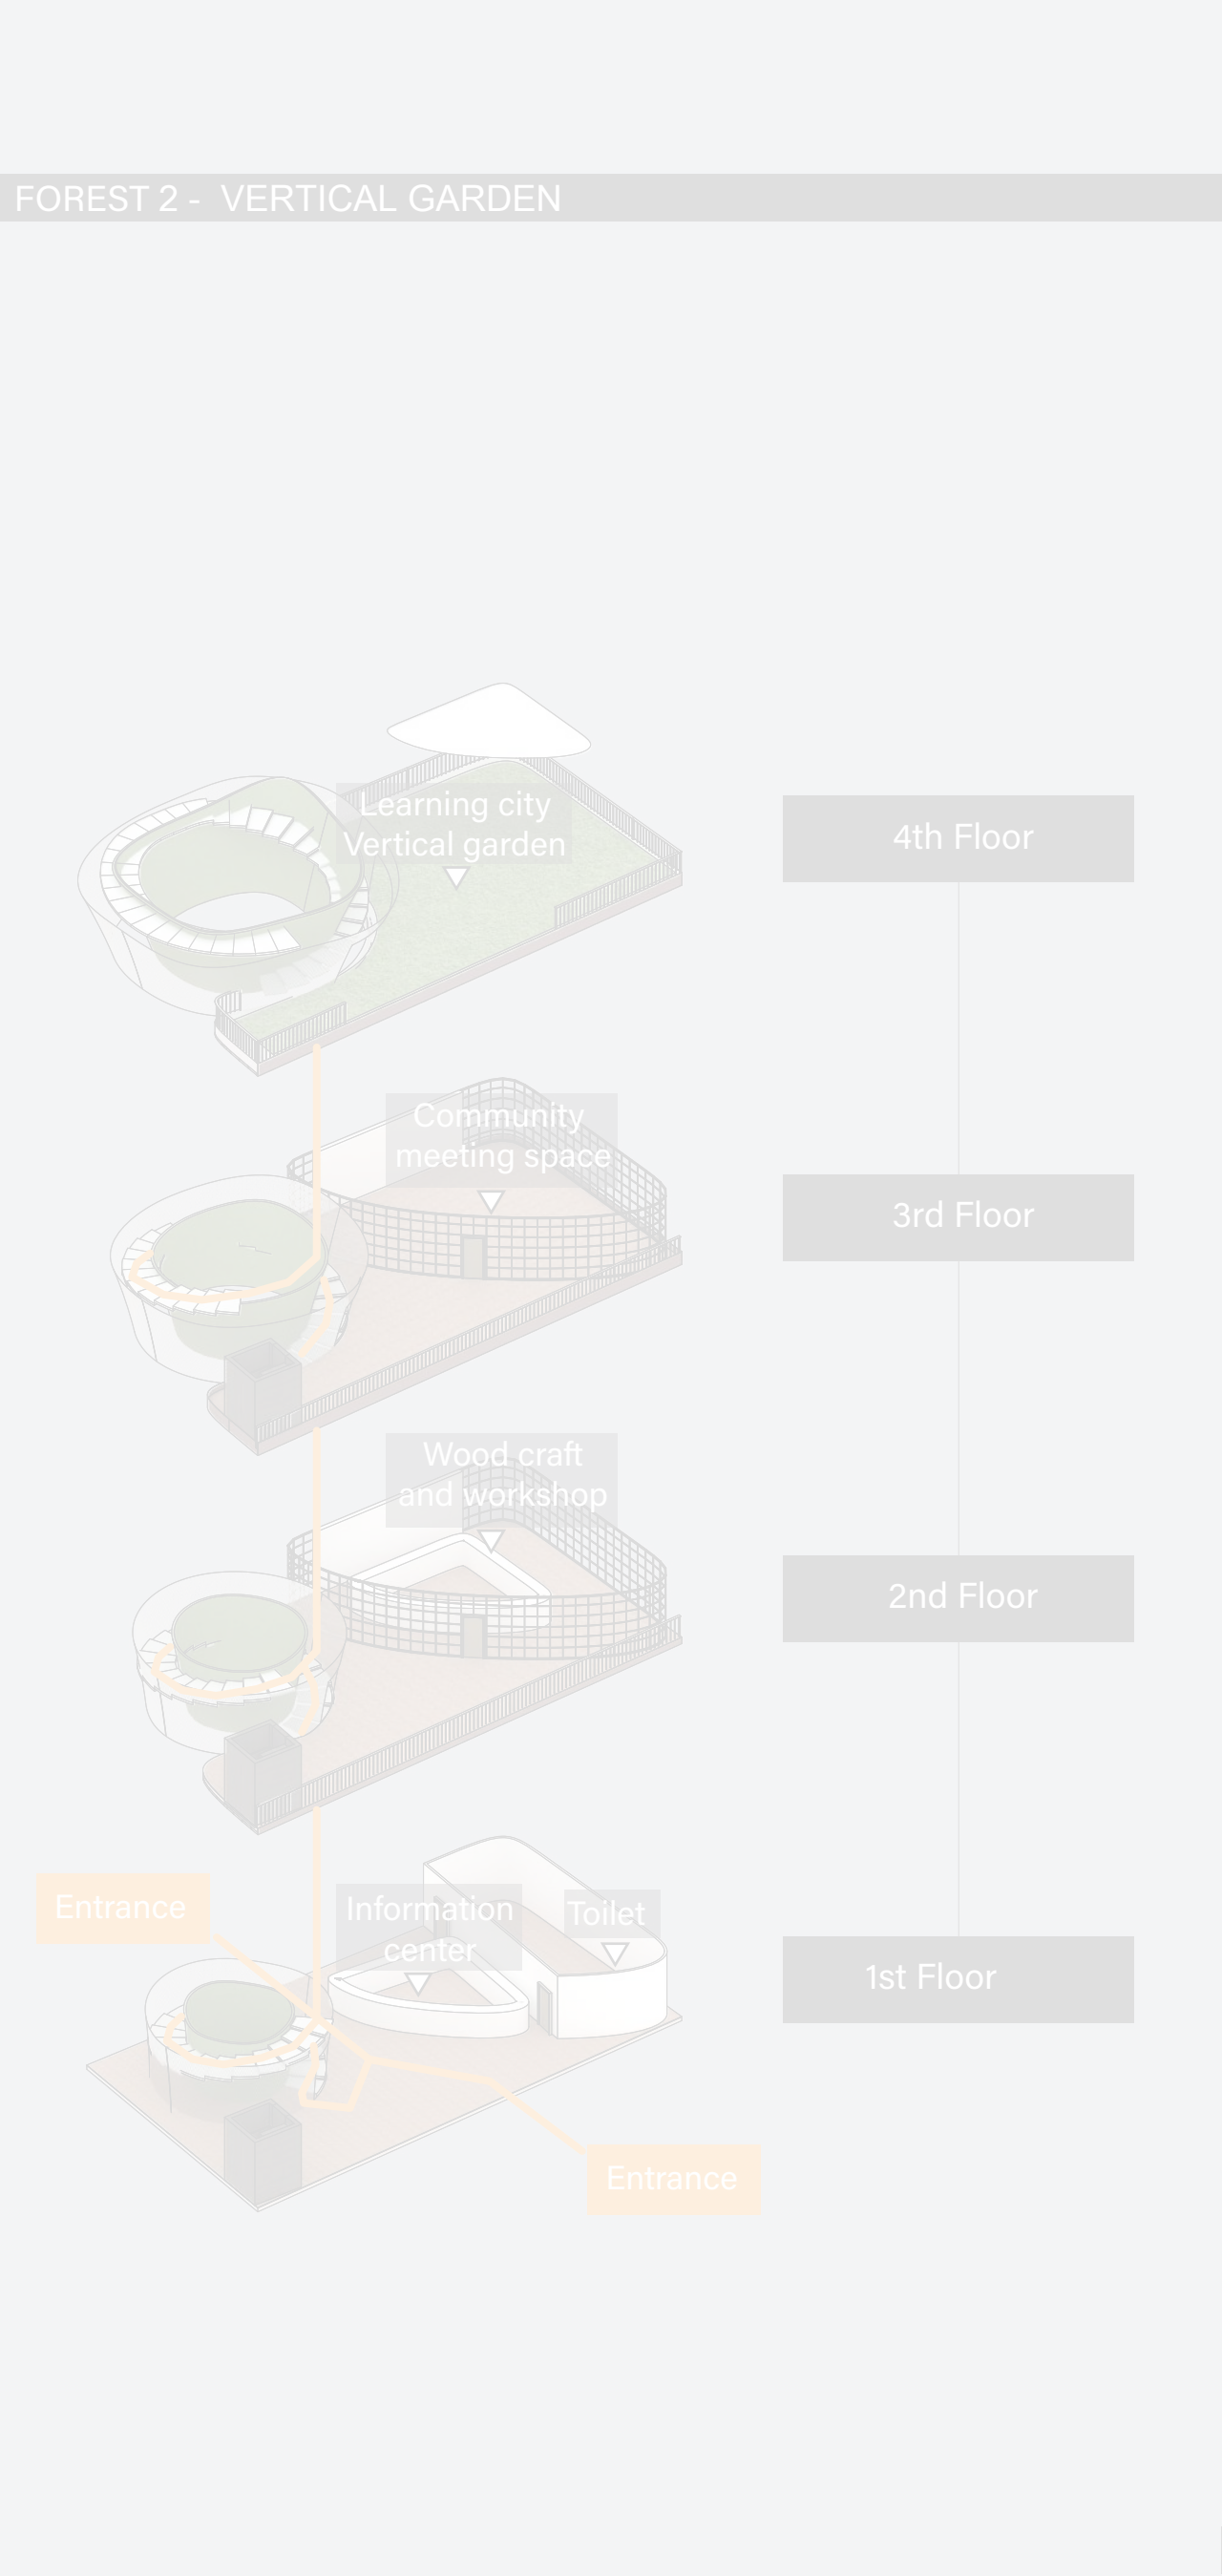 FOREST 2 - VERTICAL GARDEN
Learning city
Vertical garden
4th Floor
Community
meeting space
3rd Floor
Wood craft
and workshop
2nd Floor
Entrance
Information
center
Toilet
1st Floor
Entrance